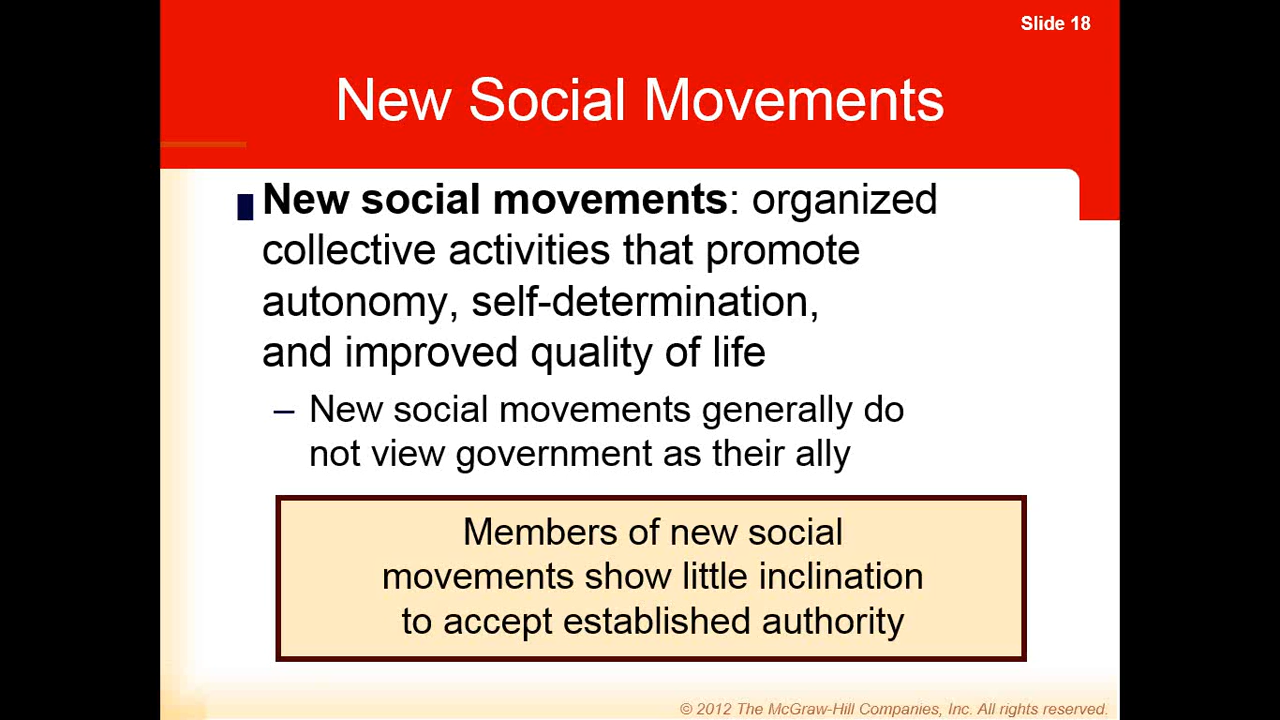 Slide 18
New Social Movements
New social movements: organized
collective activities that promote
autonomy, self-determination,
and improved quality of life
– New social movements generally do
not view government as their ally
Members of new social
movements show little inclination
to accept established authority
© 2012 The McGraw-Hill Companies, Inc. All rights reserved.